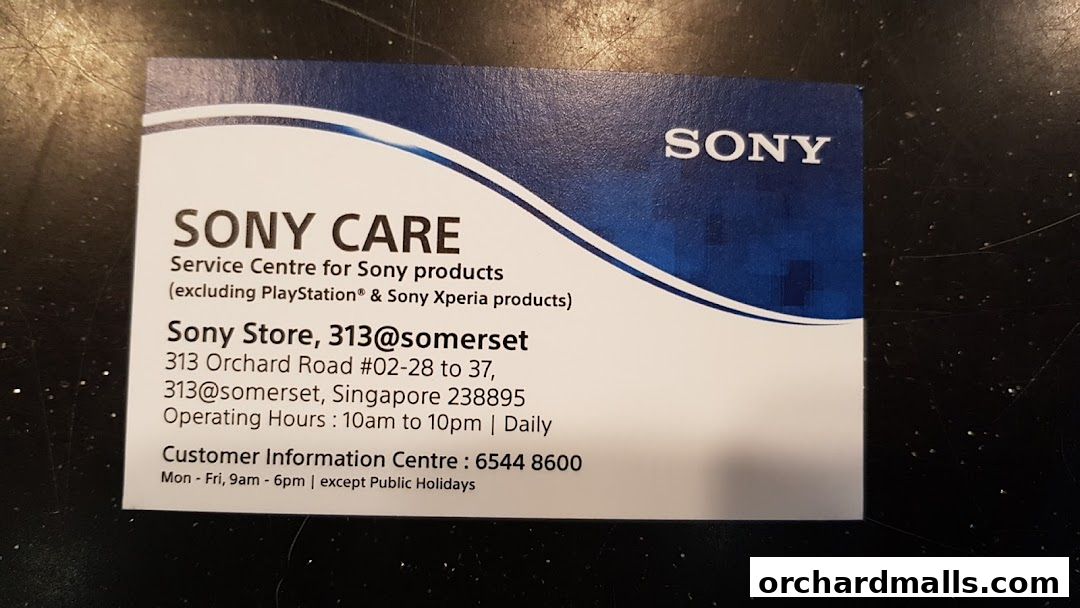 SONY
SONY CARE
Service Centre for Sony products
(excluding PlayStation® & Sony Xperia products)
Sony Store, 313@somerset
313 Orchard Road #02-28 to 37,
313@somerset, Singapore 238895
Operating Hours : 10am to 10pm | Daily
Customer Information Centre : 6544 8600
Mon - Fri, 9am - 6pm | except Public Holidays
orchardmalls.com